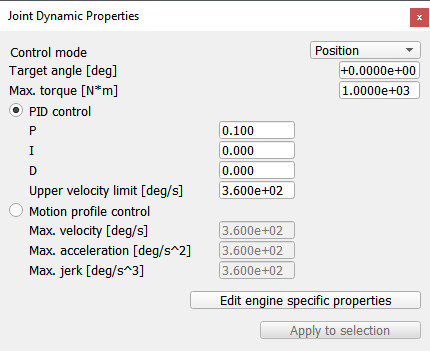 Joint Dynamic Properties
Control mode Position
Target angle [deg] +0.0000e+00
Max. torque [N*m] 1.0000e+03
PID control
P 0.100
I 0.000
D 0.000
Upper velocity limit [deg/s] 3.600e+02
Motion profile control
Max. velocity [deg/s] 3.600e+02
Max. acceleration [deg/s^2] 3.600e+02
Max. jerk [deg/s^3] 3.600e+02
Edit engine specific properties
Apply to selection